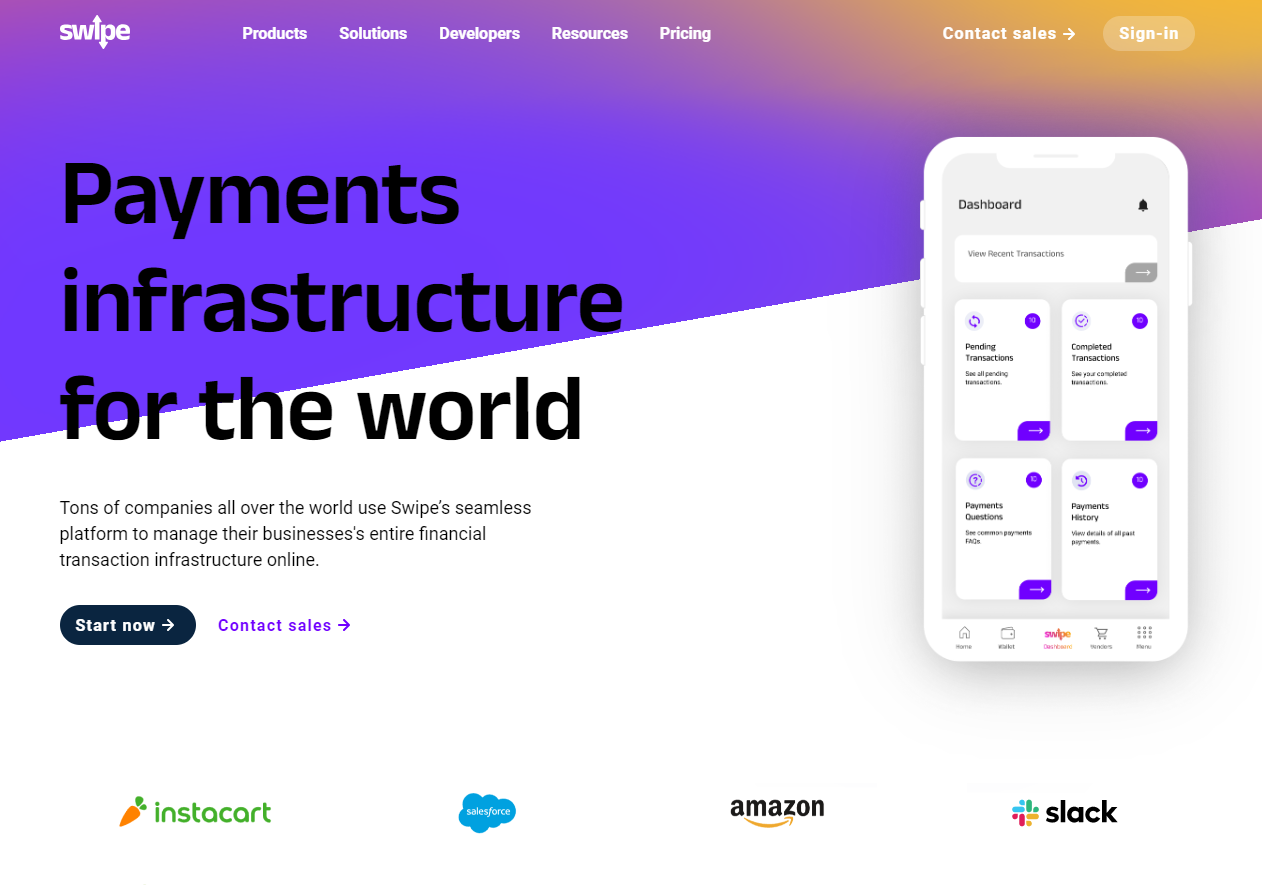 swipe
Products
Solutions
Developers
Resources
Pricing
Contact sales →
Sign-in
Payments
infrastructure
for the world
Tons of companies all over the world use Swipe’s seamless
platform to manage their businesses's entire financial
transaction infrastructure online.
Start now →
Contact sales →
Dashboard
View Recent Transactions
10
Pending
Transactions
See all pending
transactions.
10
Completed
Transactions
See your completed
transactions.
10
Payments
Questions
See common payments
FAQs.
10
Payments
History
View details of all past
payments.
Home
Wallet
swipe
Dashboard
Venders
Menu
instacart
salesforce
amazon
slack